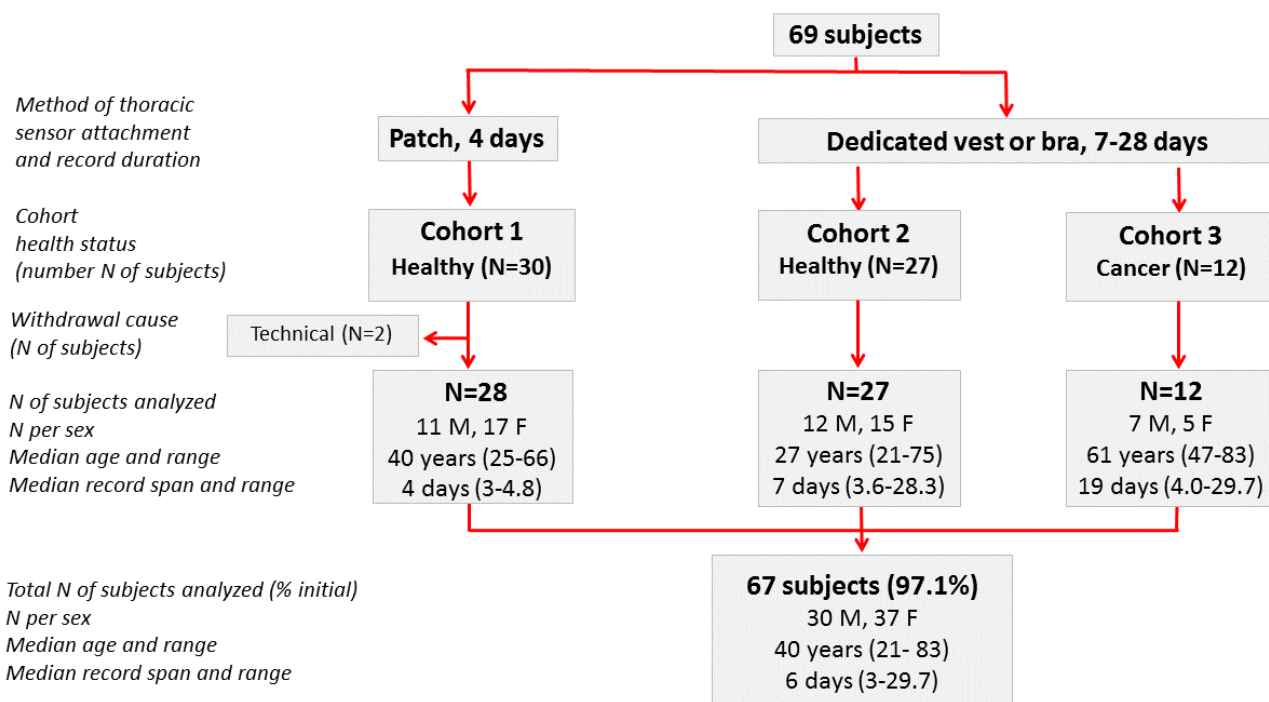 69 subjects
Method of thoracic
sensor attachment
and record duration
Patch, 4 days
Dedicated vest or bra, 7-28 days
Cohort
health status
(number N of subjects)
Cohort 1
Healthy (N=30)
Cohort 2
Healthy (N=27)
Cohort 3
Cancer (N=12)
Withdrawal cause
(N of subjects)
Technical (N=2)
N of subjects analyzed
N per sex
Median age and range
Median record span and range
N=28
11 M, 17 F
40 years (25-66)
4 days (3-4.8)
N=27
12 M, 15 F
27 years (21-75)
7 days (3.6-28.3)
N=12
7 M, 5 F
61 years (47-83)
19 days (4.0-29.7)
Total N of subjects analyzed (% initial)
N per sex
Median age and range
Median record span and range
67 subjects (97.1%)
30 M, 37 F
40 years (21- 83)
6 days (3-29.7)